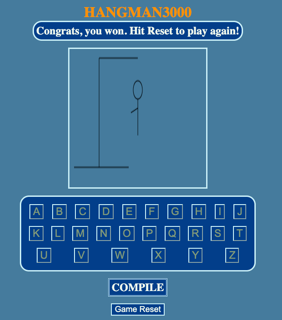 HANGMAN3000
Congrats, you won. Hit Reset to play again!
A B C D E F G H I J
K L M N O P Q R S T
U V W X Y Z
COMPILE
Game Reset